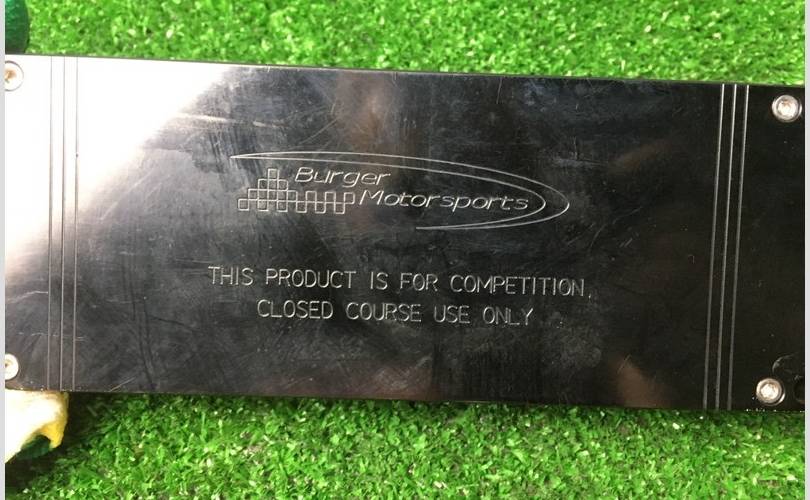 Burger
Motorsports
THIS PRODUCT IS FOR COMPETITION,
CLOSED COURSE USE ONLY